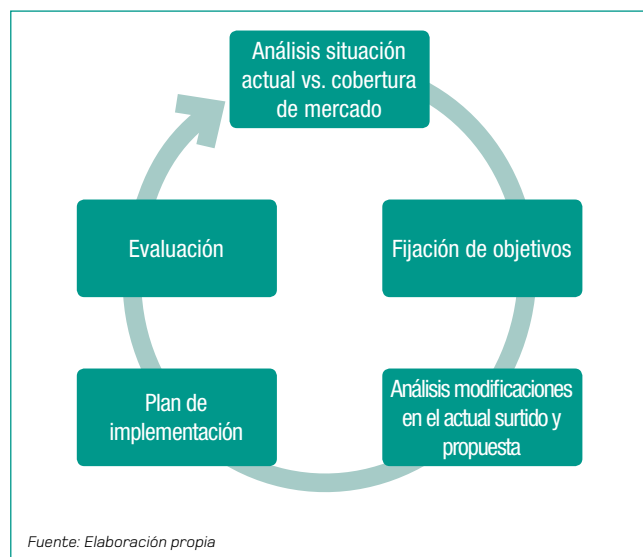 Análisis situación
actual vs. cobertura
de mercado
Fijación de objetivos
Análisis modificaciones
en el actual surtido y
propuesta
Plan de
implementación
Evaluación
Fuente: Elaboración propia